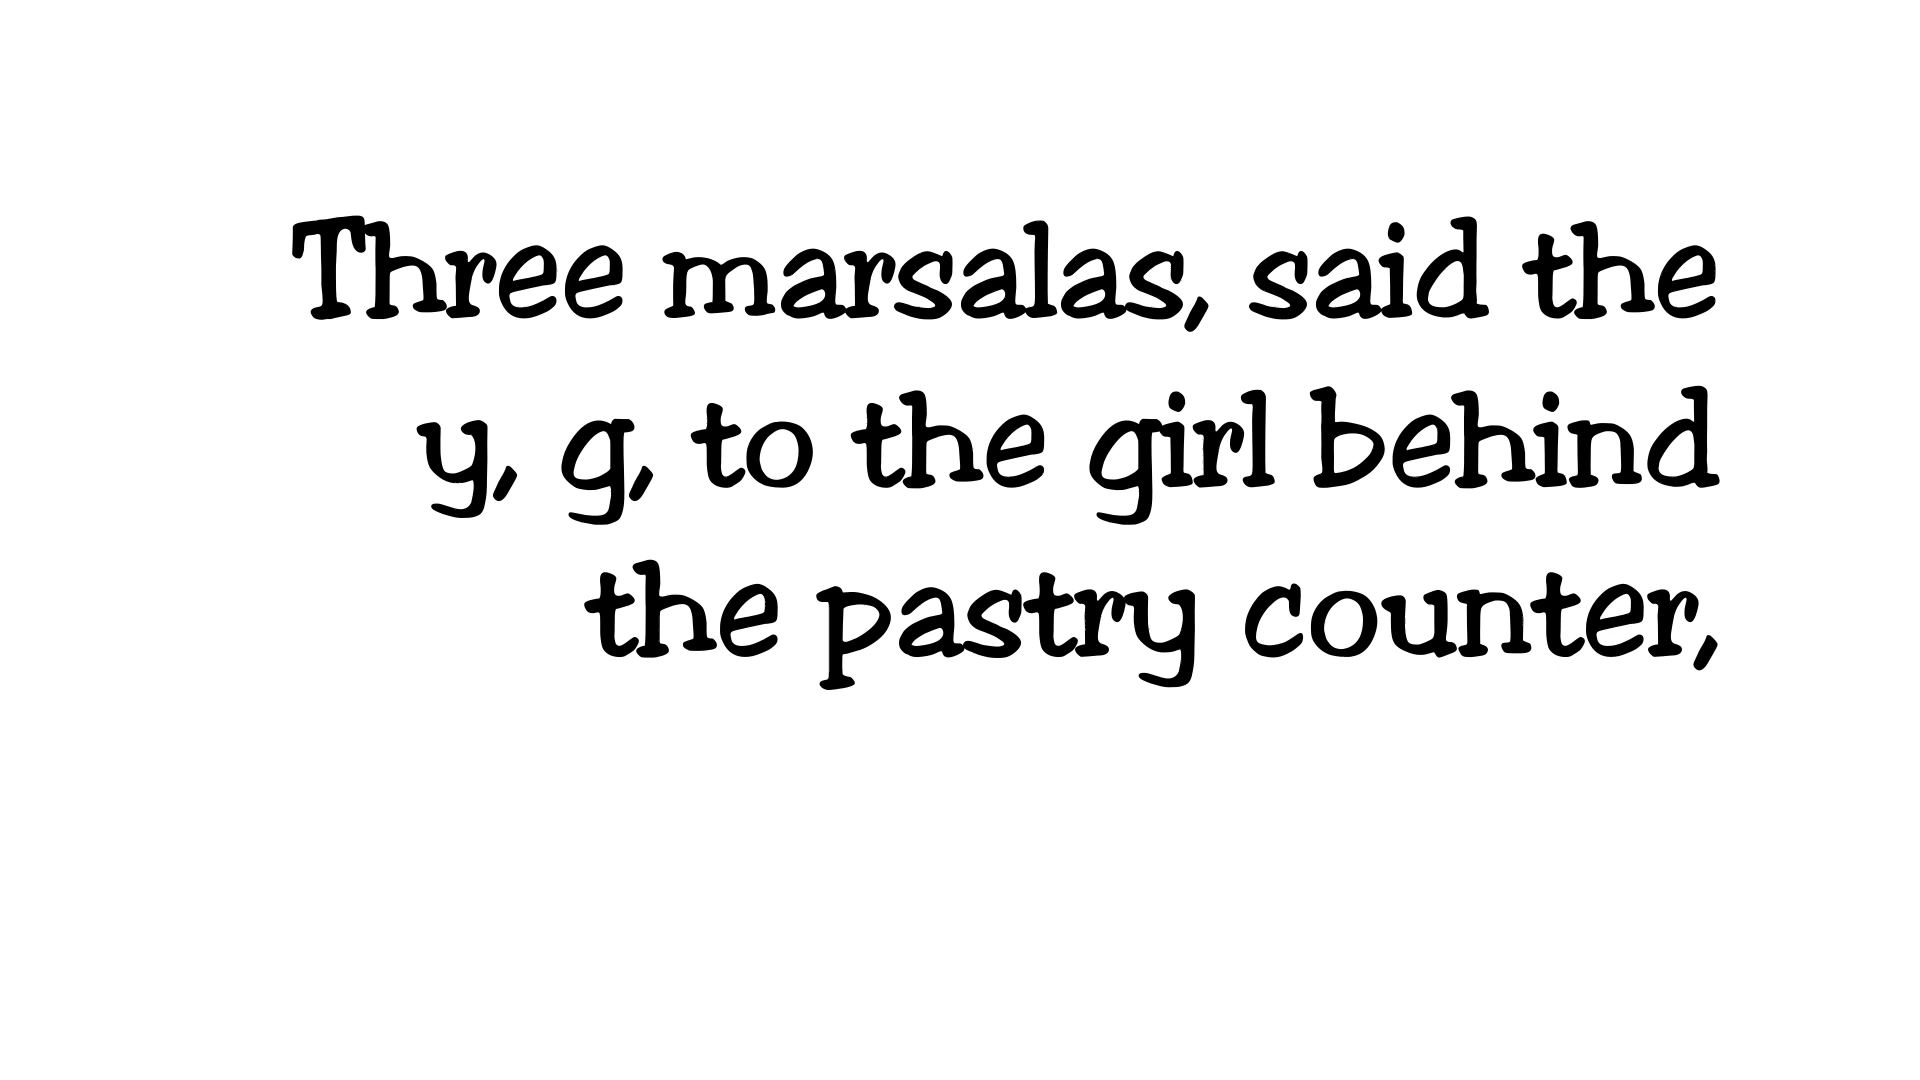 Three marsalas, said the
y, g, to the girl behind
the pastry counter,